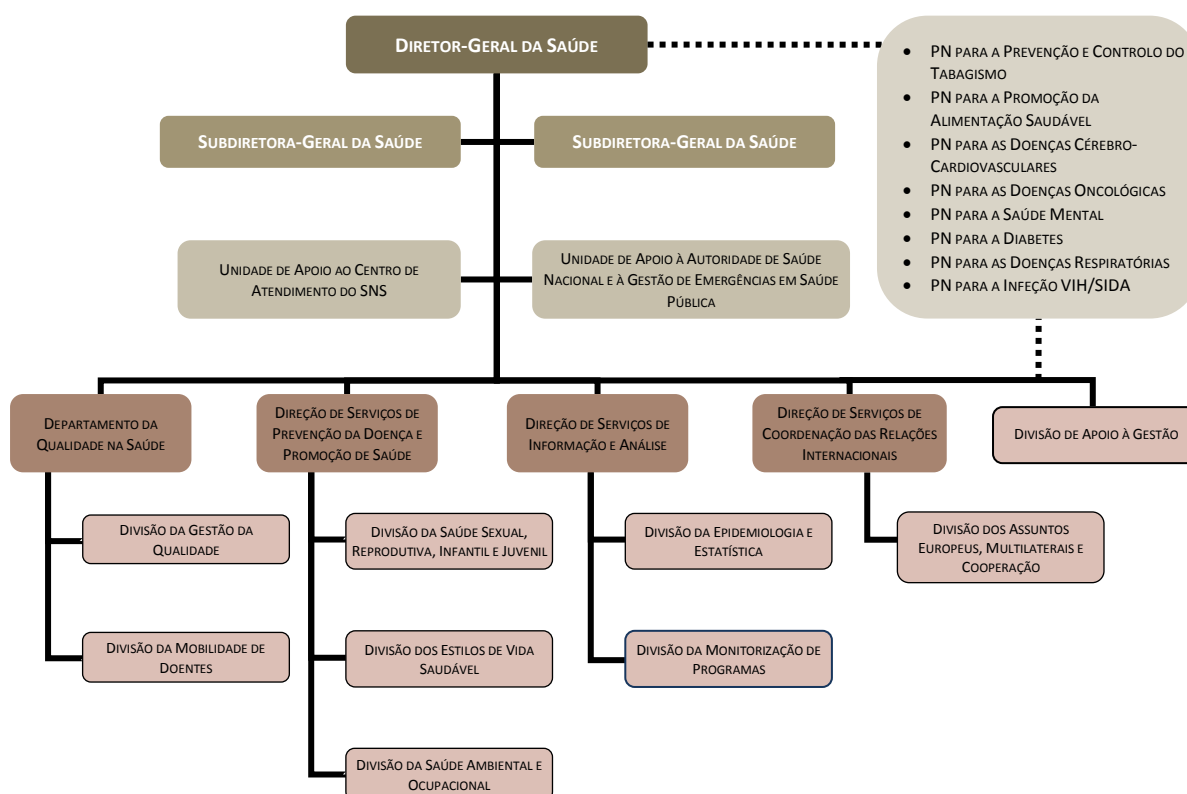 DIRETOR-GERAL DA SAÚDE
• PN PARA A PREVENÇÃO E CONTROLO DO
TABAGISMO
• PN PARA A PROMOÇÃO DA
ALIMENTAÇÃO SAUDÁVEL
• PN PARA AS DOENÇAS CÉREBRO-
CARDIOVASCULARES
• PN PARA AS DOENÇAS ONCOLÓGICAS
• PN PARA A SAÚDE MENTAL
• PN PARA A DIABETES
• PN PARA AS DOENÇAS RESPIRATÓRIAS
• PN PARA A INFEÇÃO VIH/SIDA
SUBDIRETORA-GERAL DA SAÚDE
SUBDIRETORA-GERAL DA SAÚDE
UNIDADE DE APOIO AO CENTRO DE
ATENDIMENTO DO SNS
UNIDADE DE APOIO À AUTORIDADE DE SAÚDE
NACIONAL E À GESTÃO DE EMERGÊNCIAS EM SAÚDE
PÚBLICA
DEPARTAMENTO DA
QUALIDADE NA SAÚDE
DIREÇÃO DE SERVIÇOS DE
PREVENÇÃO DA DOENÇA E
PROMOÇÃO DE SAÚDE
DIREÇÃO DE SERVIÇOS DE
INFORMAÇÃO E ANÁLISE
DIREÇÃO DE SERVIÇOS DE
COORDENAÇÃO DAS RELAÇÕES
INTERNACIONAIS
DIVISÃO DE APOIO À GESTÃO
DIVISÃO DA GESTÃO DA
QUALIDADE
DIVISÃO DA SAÚDE SEXUAL,
REPRODUTIVA, INFANTIL E JUVENIL
DIVISÃO DA EPIDEMIOLOGIA E
ESTATÍSTICA
DIVISÃO DOS ASSUNTOS
EUROPEUS, MULTILATERAIS E
COOPERAÇÃO
DIVISÃO DA MOBILIDADE DE
DOENTES
DIVISÃO DOS ESTILOS DE VIDA
SAUDÁVEL
DIVISÃO DA MONITORIZAÇÃO DE
PROGRAMAS
DIVISÃO DA SAÚDE AMBIENTAL E
OCUPACIONAL